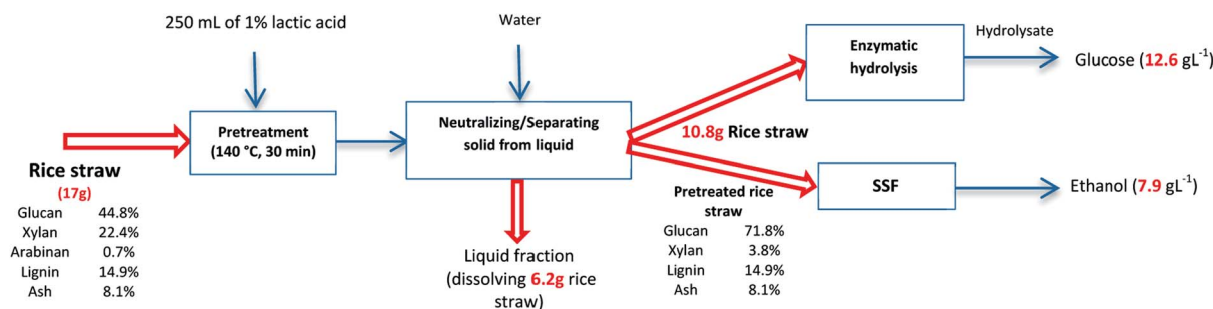 250 mL of 1% lactic acid
Water
Pretreatment
(140 °C, 30 min)
Neutralizing/Separating
solid from liquid
Enzymatic
hydrolysis
Hydrolysate
Glucose (12.6 gL⁻¹)
10.8g Rice straw
SSF
Ethanol (7.9 gL⁻¹)
Rice straw
(17g)
Glucan 44.8%
Xylan 22.4%
Arabinan 0.7%
Lignin 14.9%
Ash 8.1%
Liquid fraction
(dissolving 6.2g rice
straw)
Pretreated rice
straw
Glucan 71.8%
Xylan 3.8%
Lignin 14.9%
Ash 8.1%